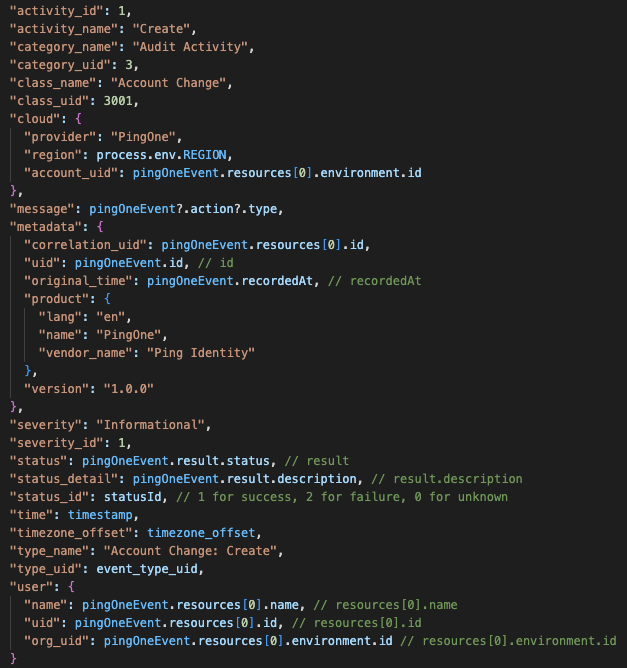 "activity_id": 1,
"activity_name": "Create",
"category_name": "Audit Activity",
"category_uid": 3,
"class_name": "Account Change",
"class_uid": 3001,
"cloud": {
"provider": "PingOne",
"region": process.env.REGION,
"account_uid": pingOneEvent.resources[0].environment.id
},
"message": pingOneEvent?.action?.type,
"metadata": {
"correlation_uid": pingOneEvent.resources[0].id,
"uid": pingOneEvent.id, // id
"original_time": pingOneEvent.recordedAt, // recordedAt
"product": {
"lang": "en",
"name": "PingOne",
"vendor_name": "Ping Identity"
},
"version": "1.0.0"
},
"severity": "Informational",
"severity_id": 1,
"status": pingOneEvent.result.status, // result
"status_detail": pingOneEvent.result.description, // result.description
"status_id": statusId, // 1 for success, 2 for failure, 0 for unknown
"time": timestamp,
"timezone_offset": timezone_offset,
"type_name": "Account Change: Create",
"type_uid": event_type_uid,
"user": {
"name": pingOneEvent.resources[0].name, // resources[0].name
"uid": pingOneEvent.resources[0].id, // resources[0].id
"org_uid": pingOneEvent.resources[0].environment.id // resources[0].environment.id
}